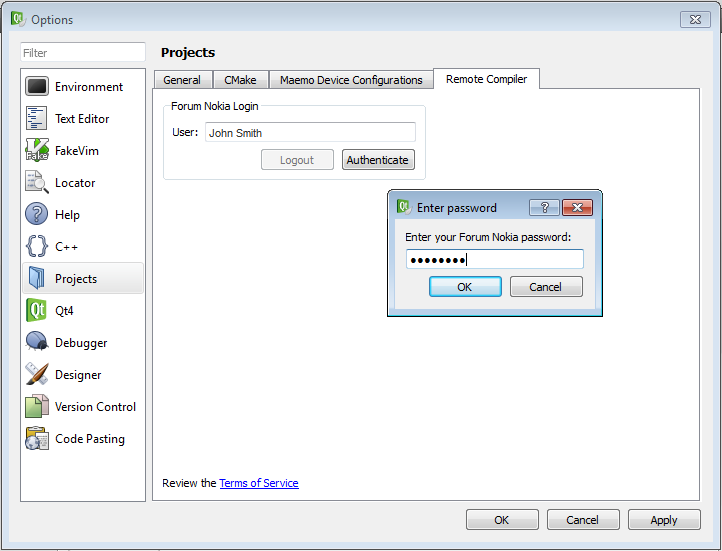 Options
Filter
Environment
Text Editor
FakeVim
Locator
Help
C++
Projects
Qt4
Debugger
Designer
Version Control
Code Pasting
Projects
General CMake Maemo Device Configurations Remote Compiler
Forum Nokia Login
User: John Smith
Logout Authenticate
Enter password
Enter your Forum Nokia password:
OK Cancel
Review the Terms of Service
OK Cancel Apply